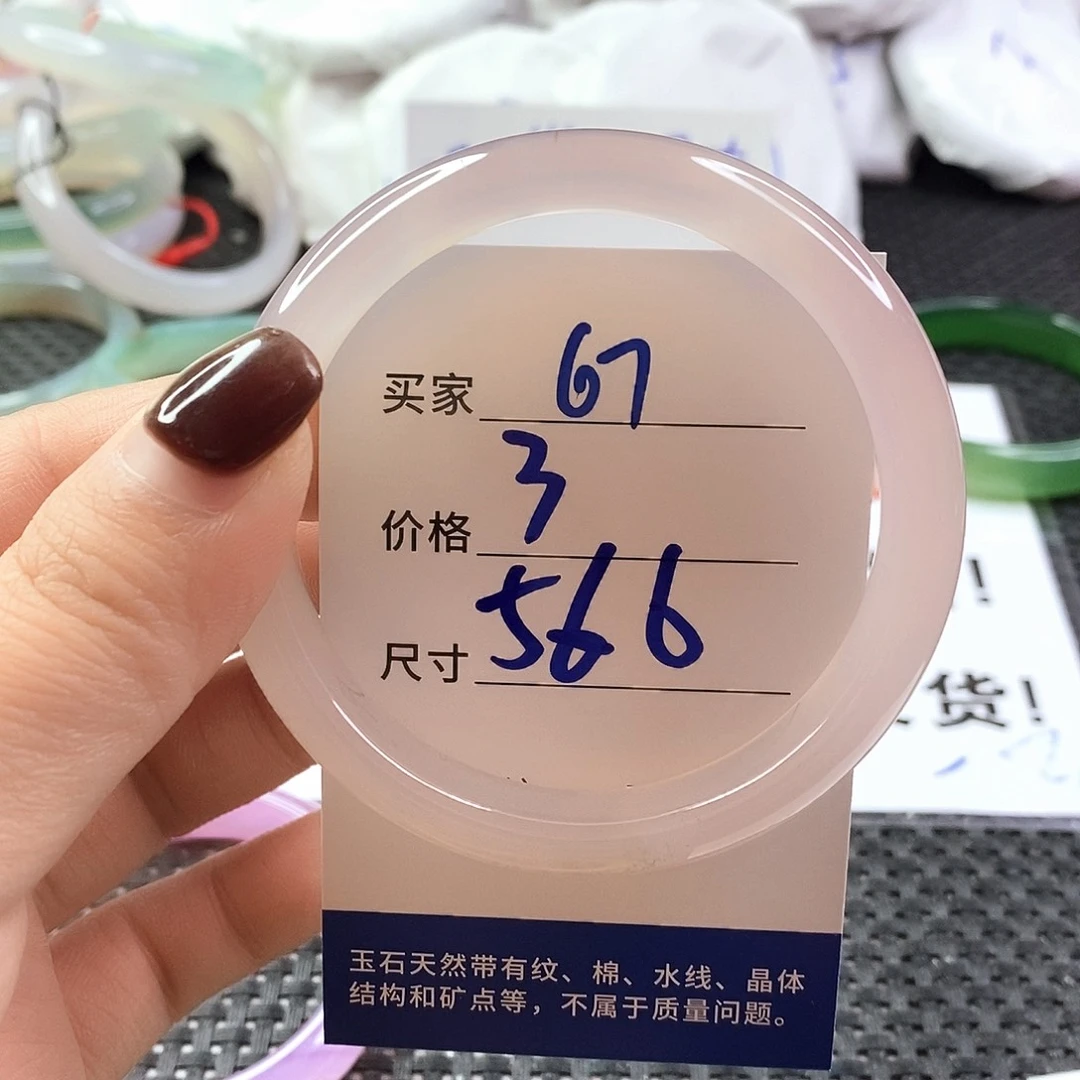 买家 67
价格 3
尺寸 566
玉石天然带有纹、棉、水线、晶体
结构和矿点等，不属于质量问题。
!
货!